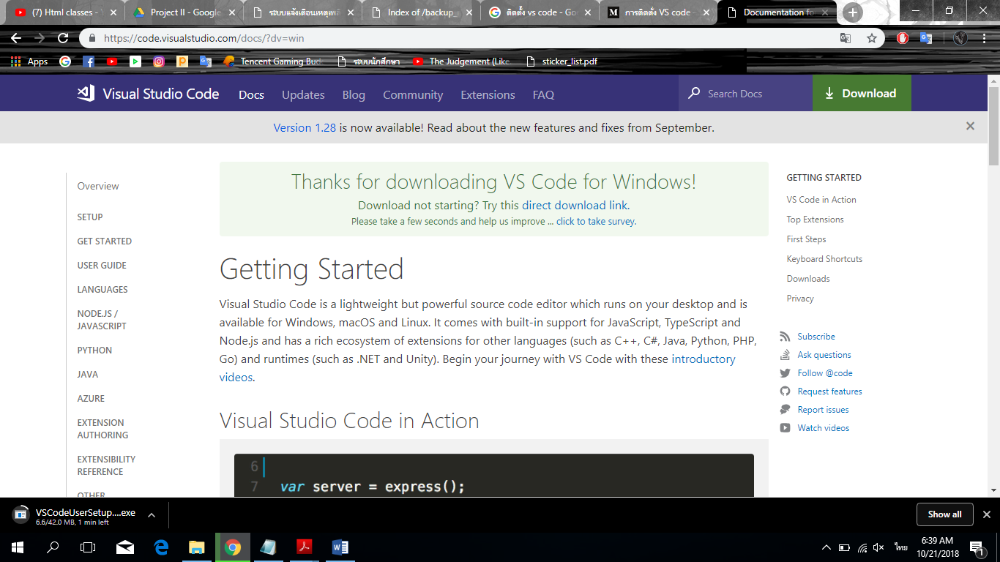 (7) Html classes -
Project II - Google
ระบบแจ้งเตือนเหตุเพลิ
Index of /backup_
ติดตั้ง vs code - Go
การติดตั้ง VS code -
Documentation fo
https://code.visualstudio.com/docs/?dv=win
Apps
Tencent Gaming Bud
ระบบนักศึกษา
The Judgement (Like
sticker_list.pdf
Visual Studio Code
Docs
Updates
Blog
Community
Extensions
FAQ
Search Docs
Download
Version 1.28 is now available! Read about the new features and fixes from September.
Overview
SETUP
GET STARTED
USER GUIDE
LANGUAGES
NODE.JS /
JAVASCRIPT
PYTHON
JAVA
AZURE
EXTENSION
AUTHORING
EXTENSIBILITY
REFERENCE
OTHER
Thanks for downloading VS Code for Windows!
Download not starting? Try this direct download link.
Please take a few seconds and help us improve ... click to take survey.
Getting Started
Visual Studio Code is a lightweight but powerful source code editor which runs on your desktop and is
available for Windows, macOS and Linux. It comes with built-in support for JavaScript, TypeScript and
Node.js and has a rich ecosystem of extensions for other languages (such as C++, C#, Java, Python, PHP,
Go) and runtimes (such as .NET and Unity). Begin your journey with VS Code with these introductory
videos.
Visual Studio Code in Action
6
7 var server = express();
GETTING STARTED
VS Code in Action
Top Extensions
First Steps
Keyboard Shortcuts
Downloads
Privacy
Subscribe
Ask questions
Follow @code
Request features
Report issues
Watch videos
VSCodeUserSetup....exe
6.6/42.0 MB, 1 min left
Show all
ไทย
6:39 AM
10/21/2018
1